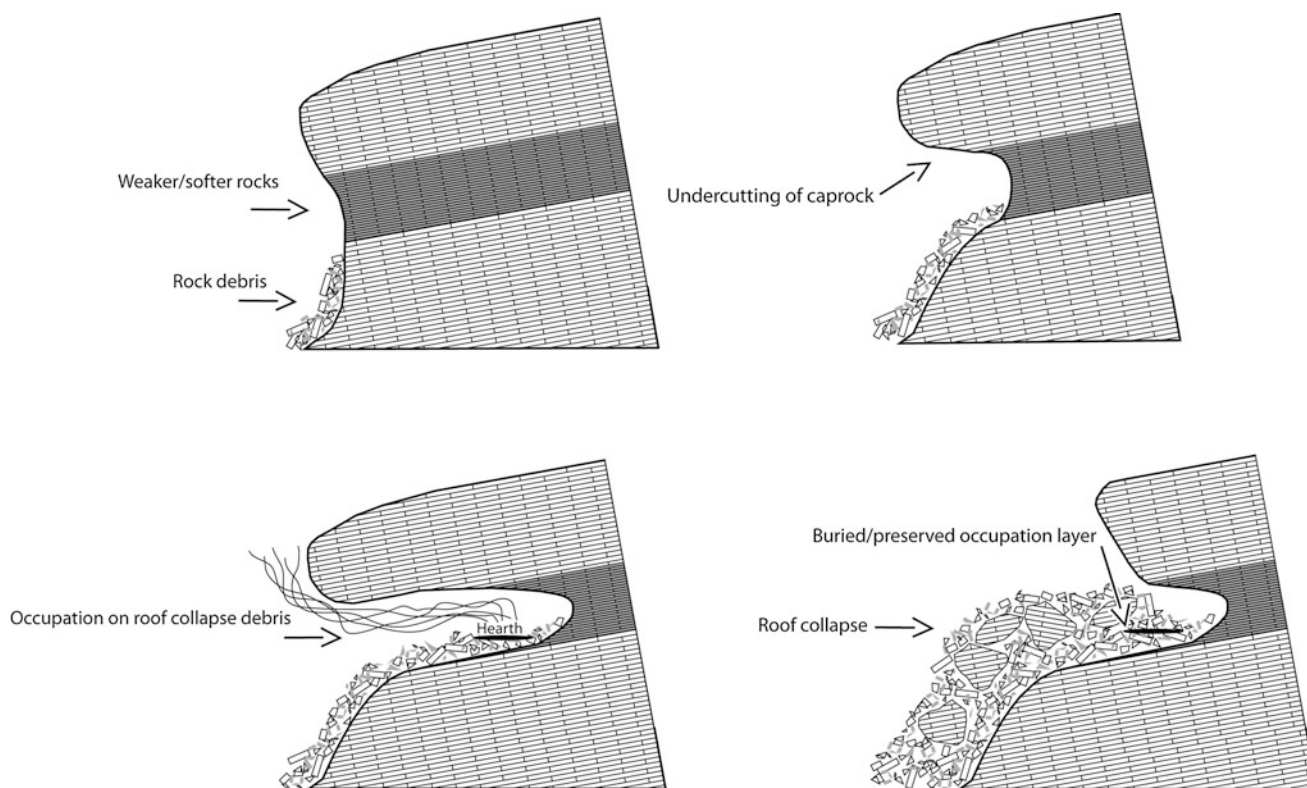 Weaker/softer rocks
Rock debris
Undercutting of caprock
Occupation on roof collapse debris
Hearth
Buried/preserved occupation layer
Roof collapse